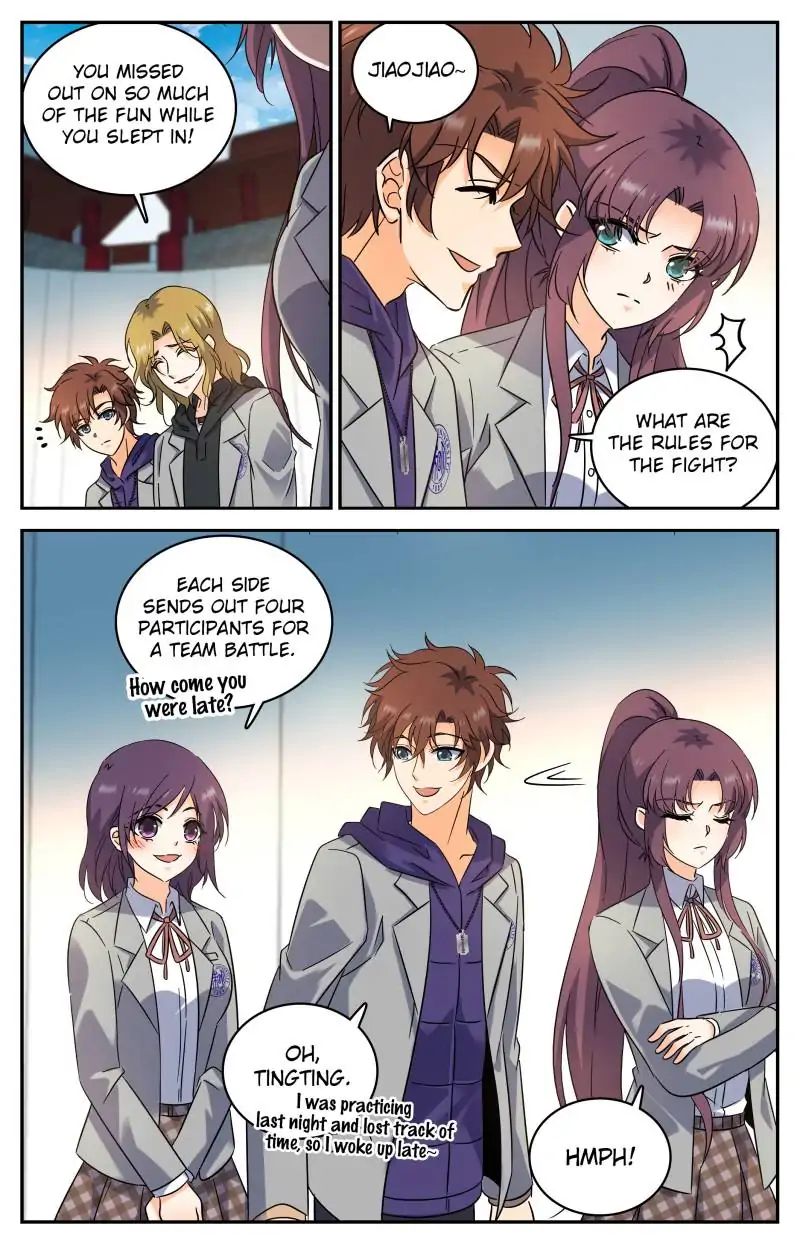 YOU MISSED
OUT ON SO MUCH
OF THE FUN WHILE
YOU SLEPT IN!
JIAOJIAO~
WHAT ARE
THE RULES FOR
THE FIGHT?
EACH SIDE
SENDS OUT FOUR
PARTICIPANTS FOR
A TEAM BATTLE.
How come you
were late?
OH,
TINGTING.
I was practicing
last night and lost track of
time, so I woke up late~
HMPH!